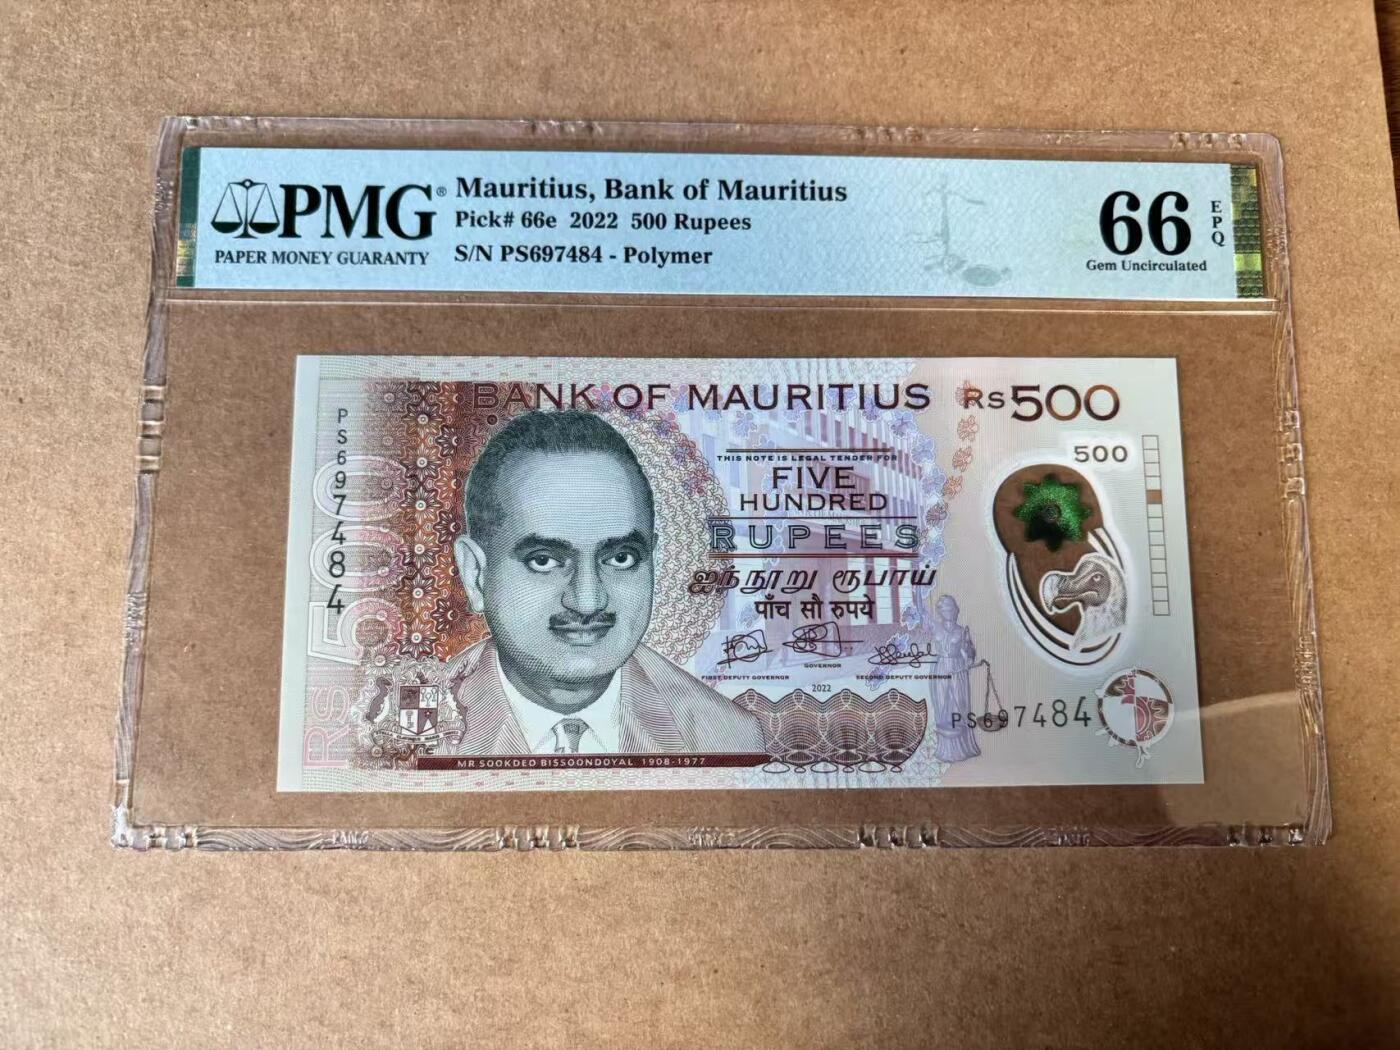 PMG®
PAPER MONEY GUARANTY
Mauritius, Bank of Mauritius
Pick# 66e 2022 500 Rupees
S/N PS697484 - Polymer
66
EPQ
Gem Uncirculated
BANK OF MAURITIUS
Rs500
500
PS697484
Rs500
THIS NOTE IS LEGAL TENDER FOR
FIVE
HUNDRED
RUPEES
ஐந்நூறு ரூபாய்
पाँच सौ रुपये
GOVERNOR
FIRST DEPUTY GOVERNOR
SECOND DEPUTY GOVERNOR
2022
PS697484
MR SOOKDEO BISSOONDOYAL 1908-1977